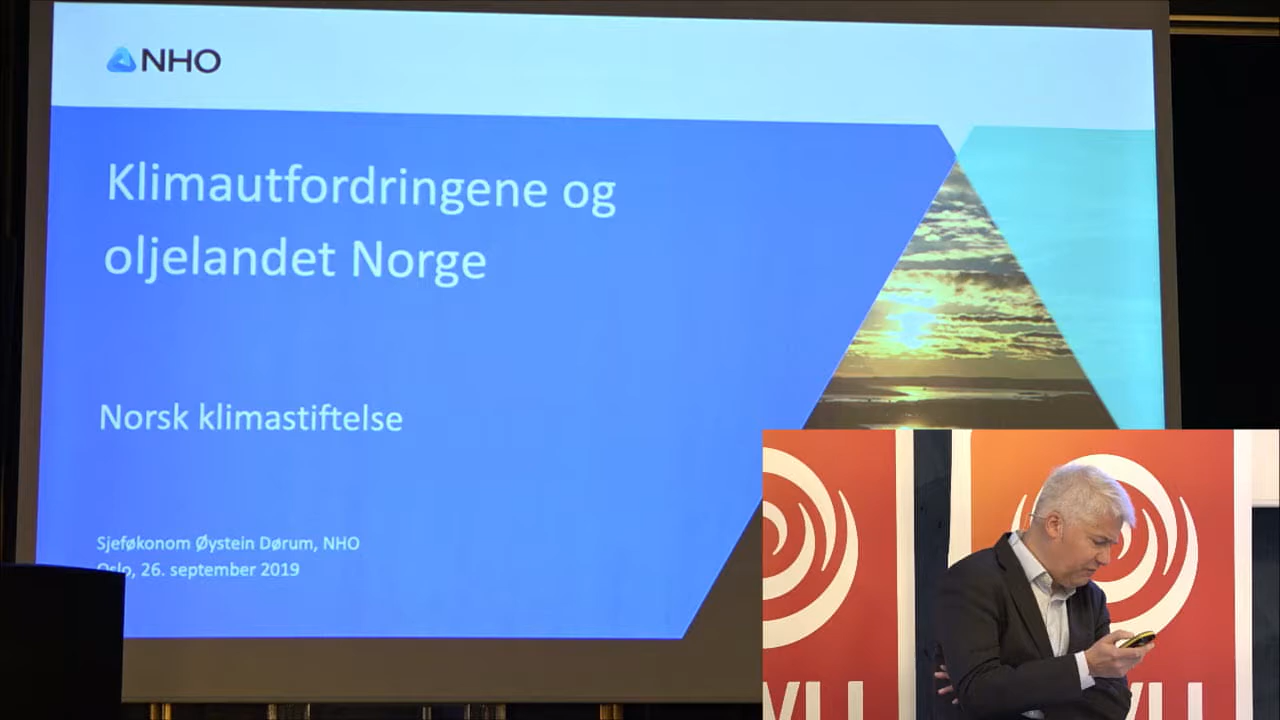 NHO
Klimautfordringene og
oljelandet Norge
Norsk klimastiftelse
Sjeføkonom Øystein Dørum, NHO
Oslo, 26. september 2019